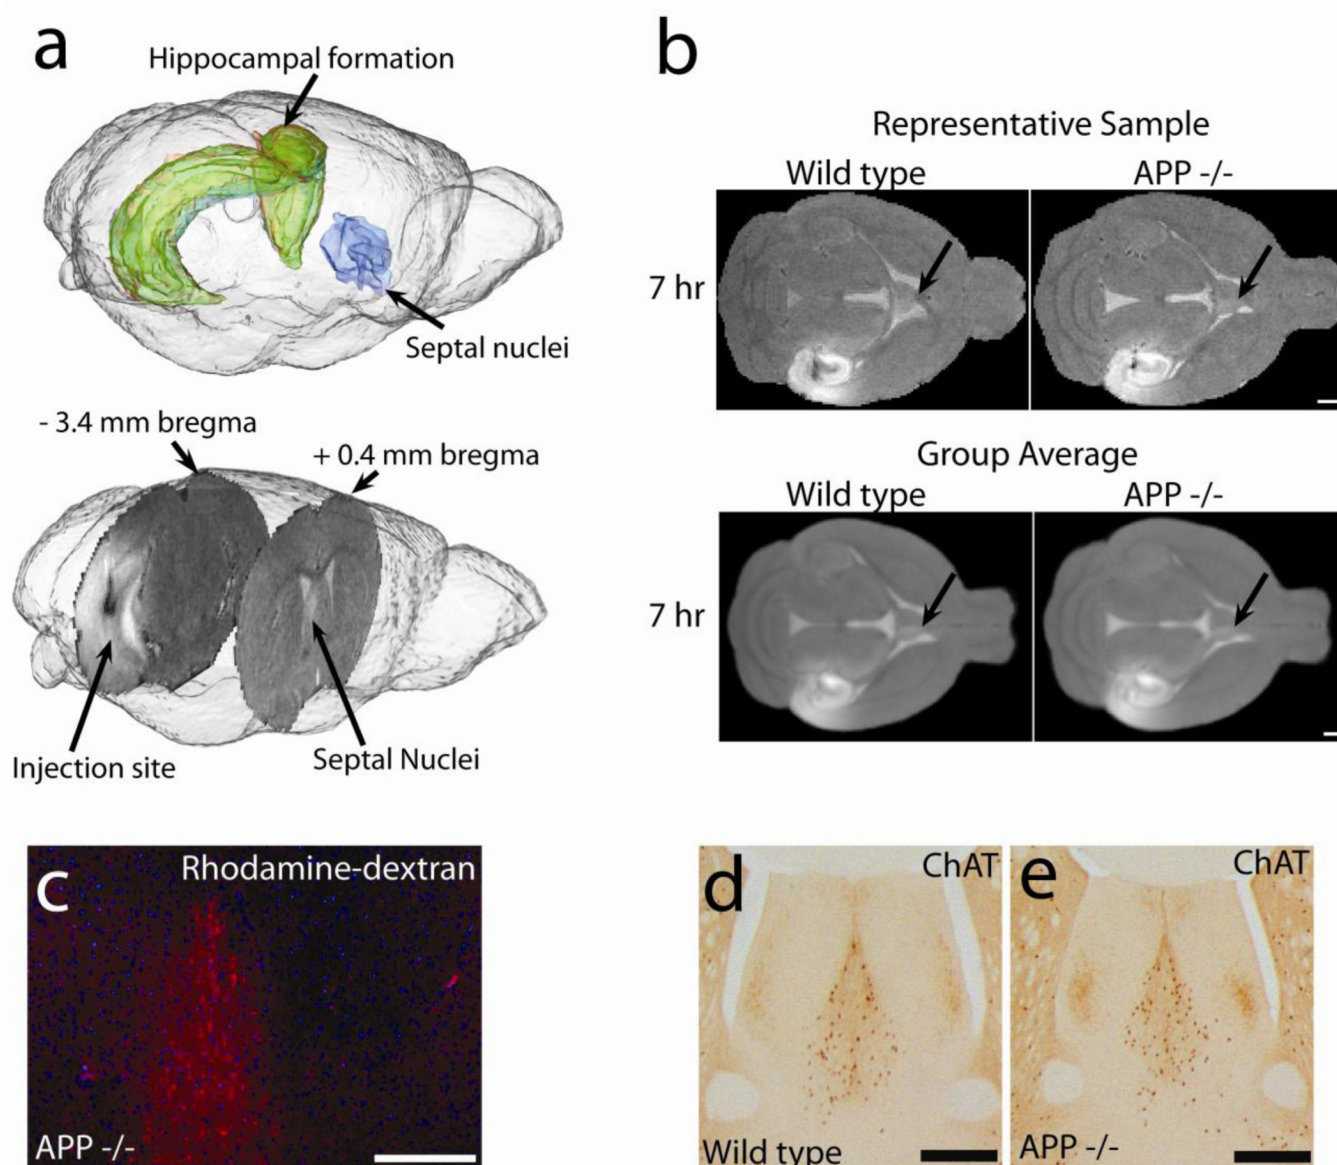 a
Hippocampal formation
Septal nuclei
- 3.4 mm bregma
+ 0.4 mm bregma
Injection site
Septal Nuclei
b
Representative Sample
Wild type
APP -/-
7 hr
Group Average
Wild type
APP -/-
7 hr
c
Rhodamine-dextran
APP -/-
d
ChAT
Wild type
e
ChAT
APP -/-